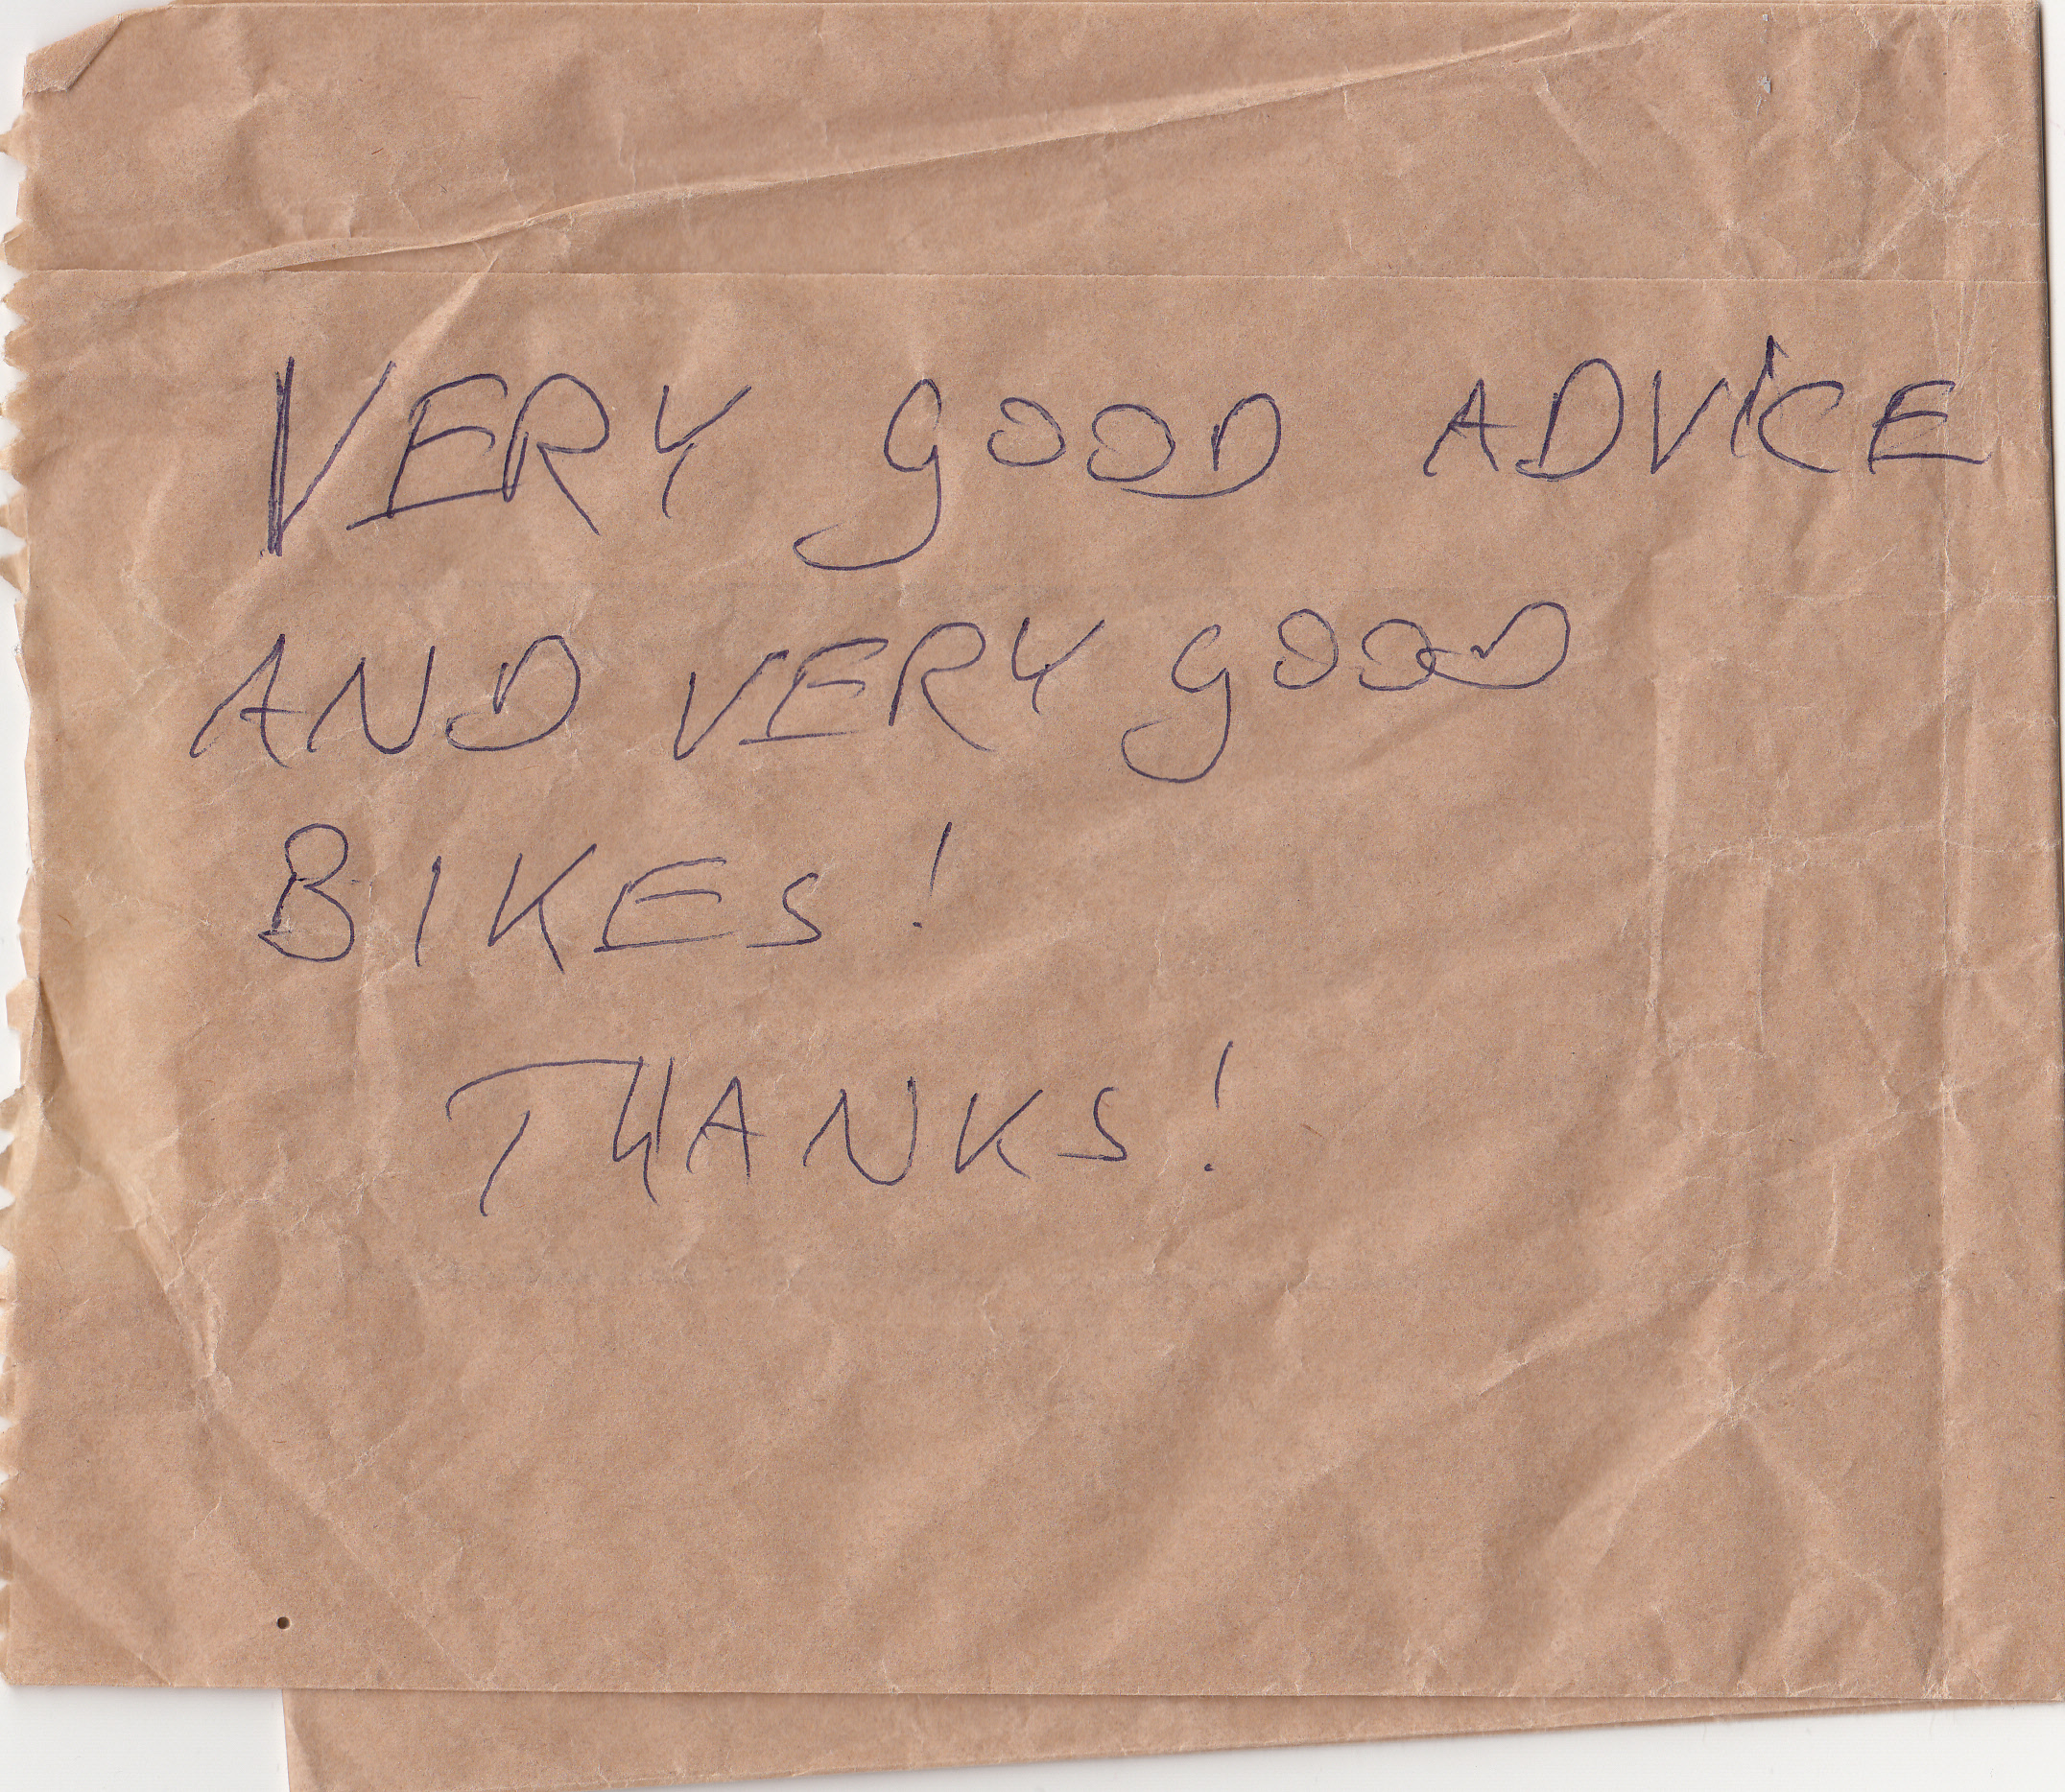 VERY GOOD ADVICE
AND VERY GOOD
BIKES!
THANKS!